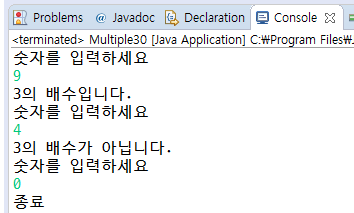 Problems @ Javadoc Declaration Console
<terminated> Multiple30 [Java Application] C:₩Program Files₩
숫자를 입력하세요
9
3의 배수입니다.
숫자를 입력하세요
4
3의 배수가 아닙니다.
숫자를 입력하세요
0
종료